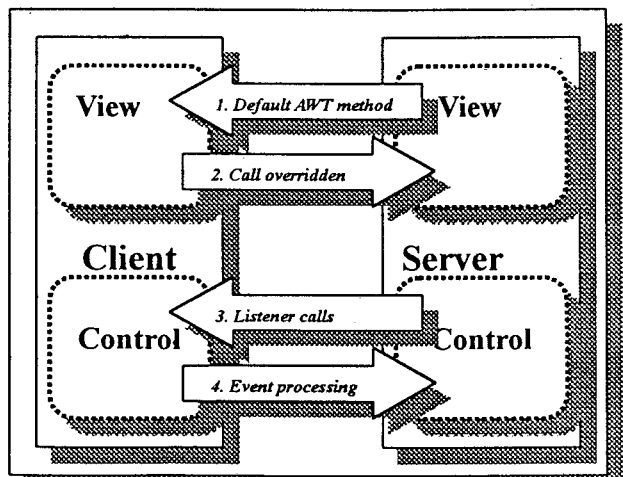 View
1. Default AWT method
View
2. Call overridden
Client
Server
3. Listener calls
Control
Control
4. Event processing